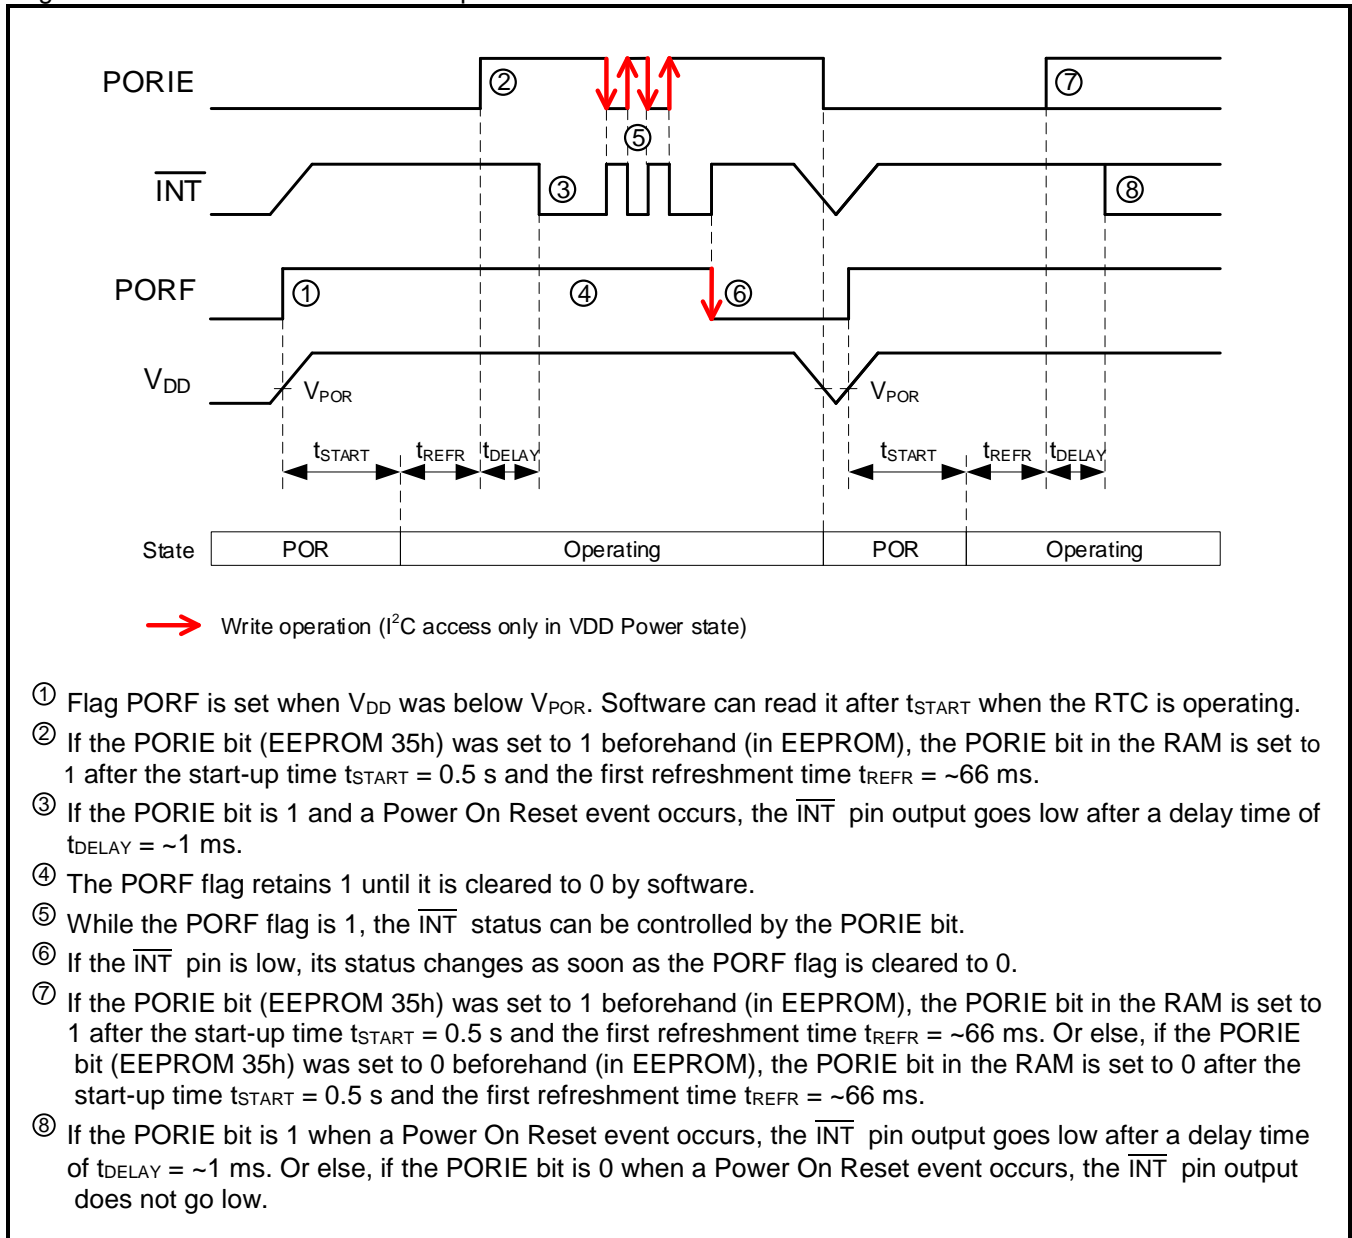 PORIE
② ⑦
⑤
INT
③ ⑧
PORF
① ④ ⑥
VDD
VPOR VPOR
tSTART tREFR tDELAY tSTART tREFR tDELAY
State POR Operating POR Operating
Write operation (I²C access only in VDD Power state)
① Flag PORF is set when VDD was below VPOR. Software can read it after tSTART when the RTC is operating.
② If the PORIE bit (EEPROM 35h) was set to 1 beforehand (in EEPROM), the PORIE bit in the RAM is set to
1 after the start-up time tSTART = 0.5 s and the first refreshment time tREFR = ~66 ms.
③ If the PORIE bit is 1 and a Power On Reset event occurs, the INT pin output goes low after a delay time of
tDELAY = ~1 ms.
④ The PORF flag retains 1 until it is cleared to 0 by software.
⑤ While the PORF flag is 1, the INT status can be controlled by the PORIE bit.
⑥ If the INT pin is low, its status changes as soon as the PORF flag is cleared to 0.
⑦ If the PORIE bit (EEPROM 35h) was set to 1 beforehand (in EEPROM), the PORIE bit in the RAM is set to
1 after the start-up time tSTART = 0.5 s and the first refreshment time tREFR = ~66 ms. Or else, if the PORIE
bit (EEPROM 35h) was set to 0 beforehand (in EEPROM), the PORIE bit in the RAM is set to 0 after the
start-up time tSTART = 0.5 s and the first refreshment time tREFR = ~66 ms.
⑧ If the PORIE bit is 1 when a Power On Reset event occurs, the INT pin output goes low after a delay time
of tDELAY = ~1 ms. Or else, if the PORIE bit is 0 when a Power On Reset event occurs, the INT pin output
does not go low.